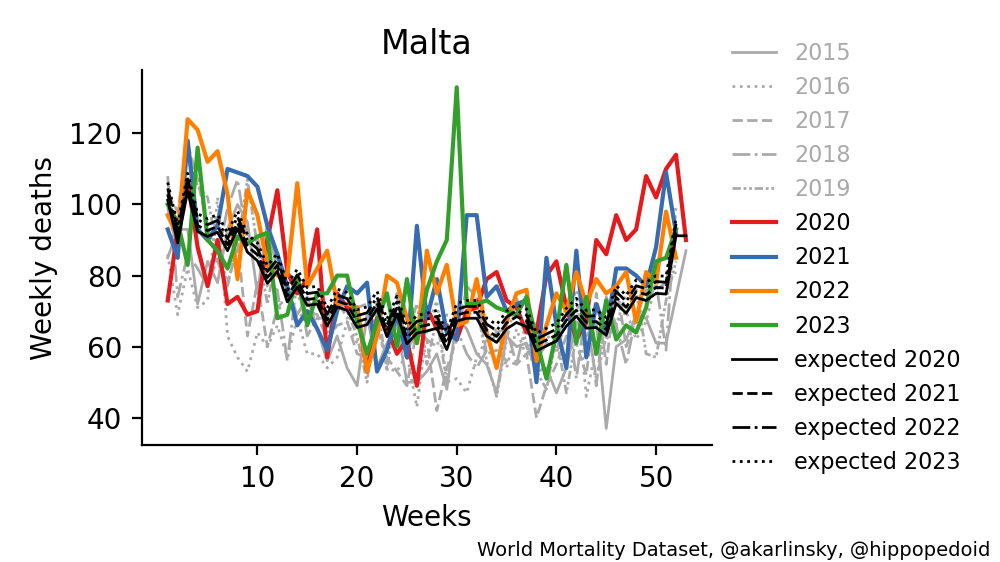 Malta
Weekly deaths
120
100
80
60
40
10 20 30 40 50
Weeks
2015
2016
2017
2018
2019
2020
2021
2022
2023
expected 2020
expected 2021
expected 2022
expected 2023
World Mortality Dataset, @akarlinsky, @hippopedoid